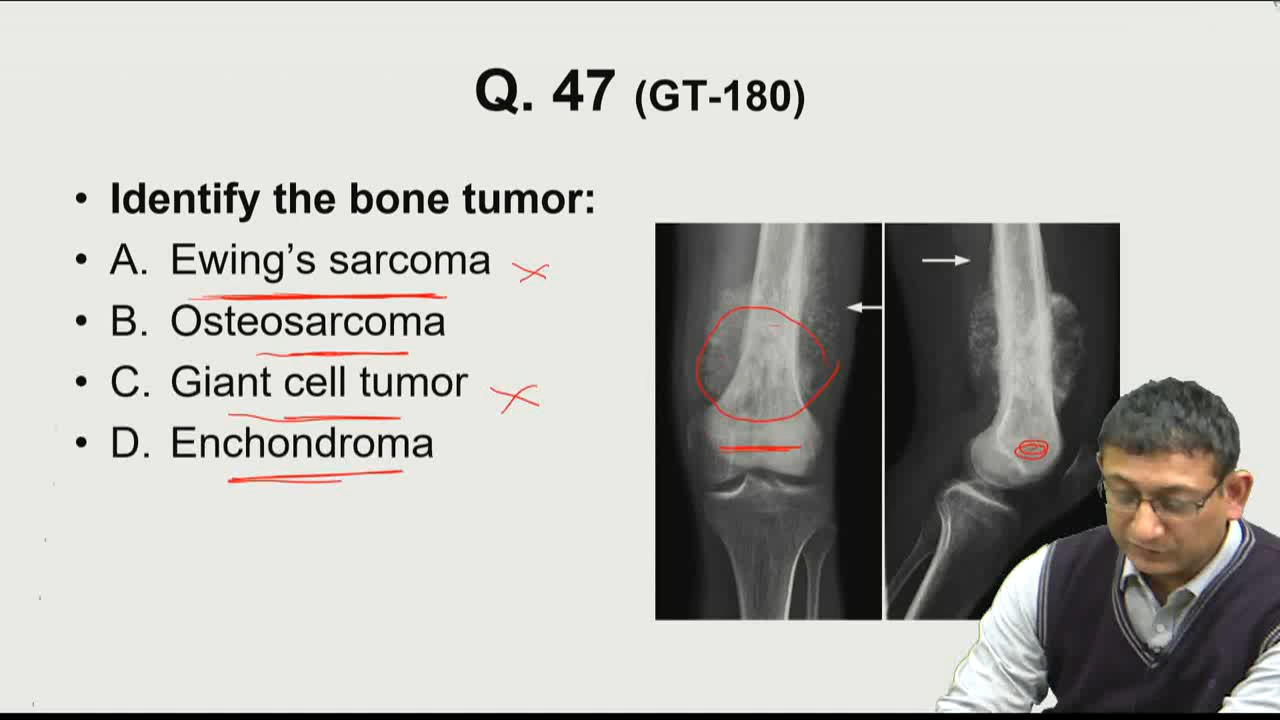 Q. 47 (GT-180)
• Identify the bone tumor:
• A. Ewing’s sarcoma
• B. Osteosarcoma
• C. Giant cell tumor
• D. Enchondroma